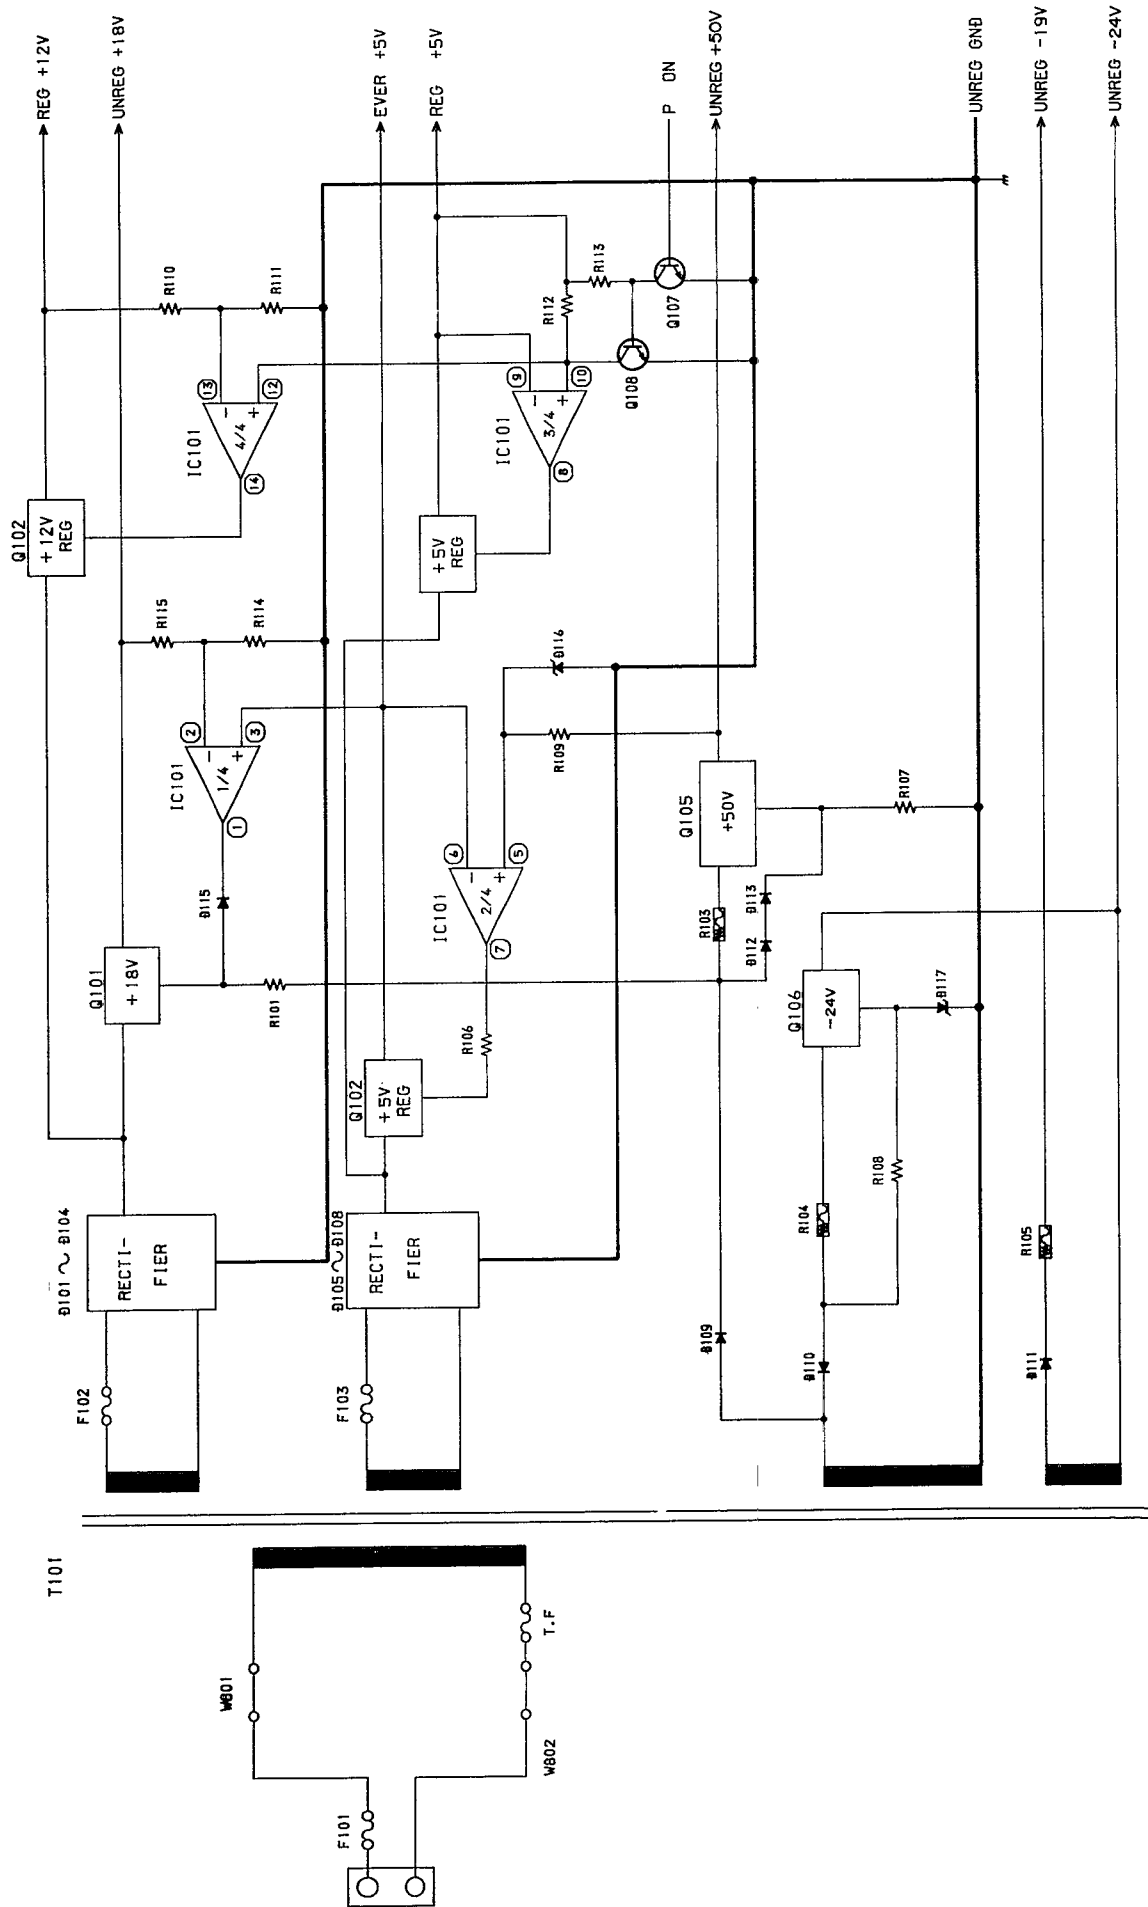 T101
F101
W801
W802
T.F
F102
D101 ~ D104
RECTI-
FIER
F103
D105 ~ D108
RECTI-
FIER
Q101
+18V
D115
R101
IC101
1/4
1
2
3
-
+
R115
R114
Q102
+12V
REG
IC101
4/4
14
13
12
-
+
R110
R111
REG +12V
UNREG +18V
Q102
+5V
REG
R106
IC101
2/4
7
6
5
-
+
R109
D116
+5V
REG
IC101
3/4
8
9
10
-
+
R112
R113
Q108
Q107
EVER +5V
REG +5V
P ON
D109
R103
D112
D113
Q105
+50V
R107
UNREG +50V
D110
R104
R108
Q106
-24V
D117
UNREG GND
D111
R105
UNREG -19V
UNREG -24V